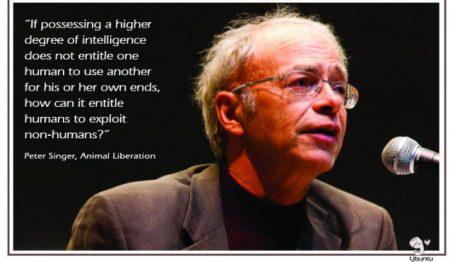 “If possessing a higher
degree of intelligence
does not entitle one
human to use another
for his or her own ends,
how can it entitle
humans to exploit
non-humans?”
Peter Singer, Animal Liberation
Ubuntu